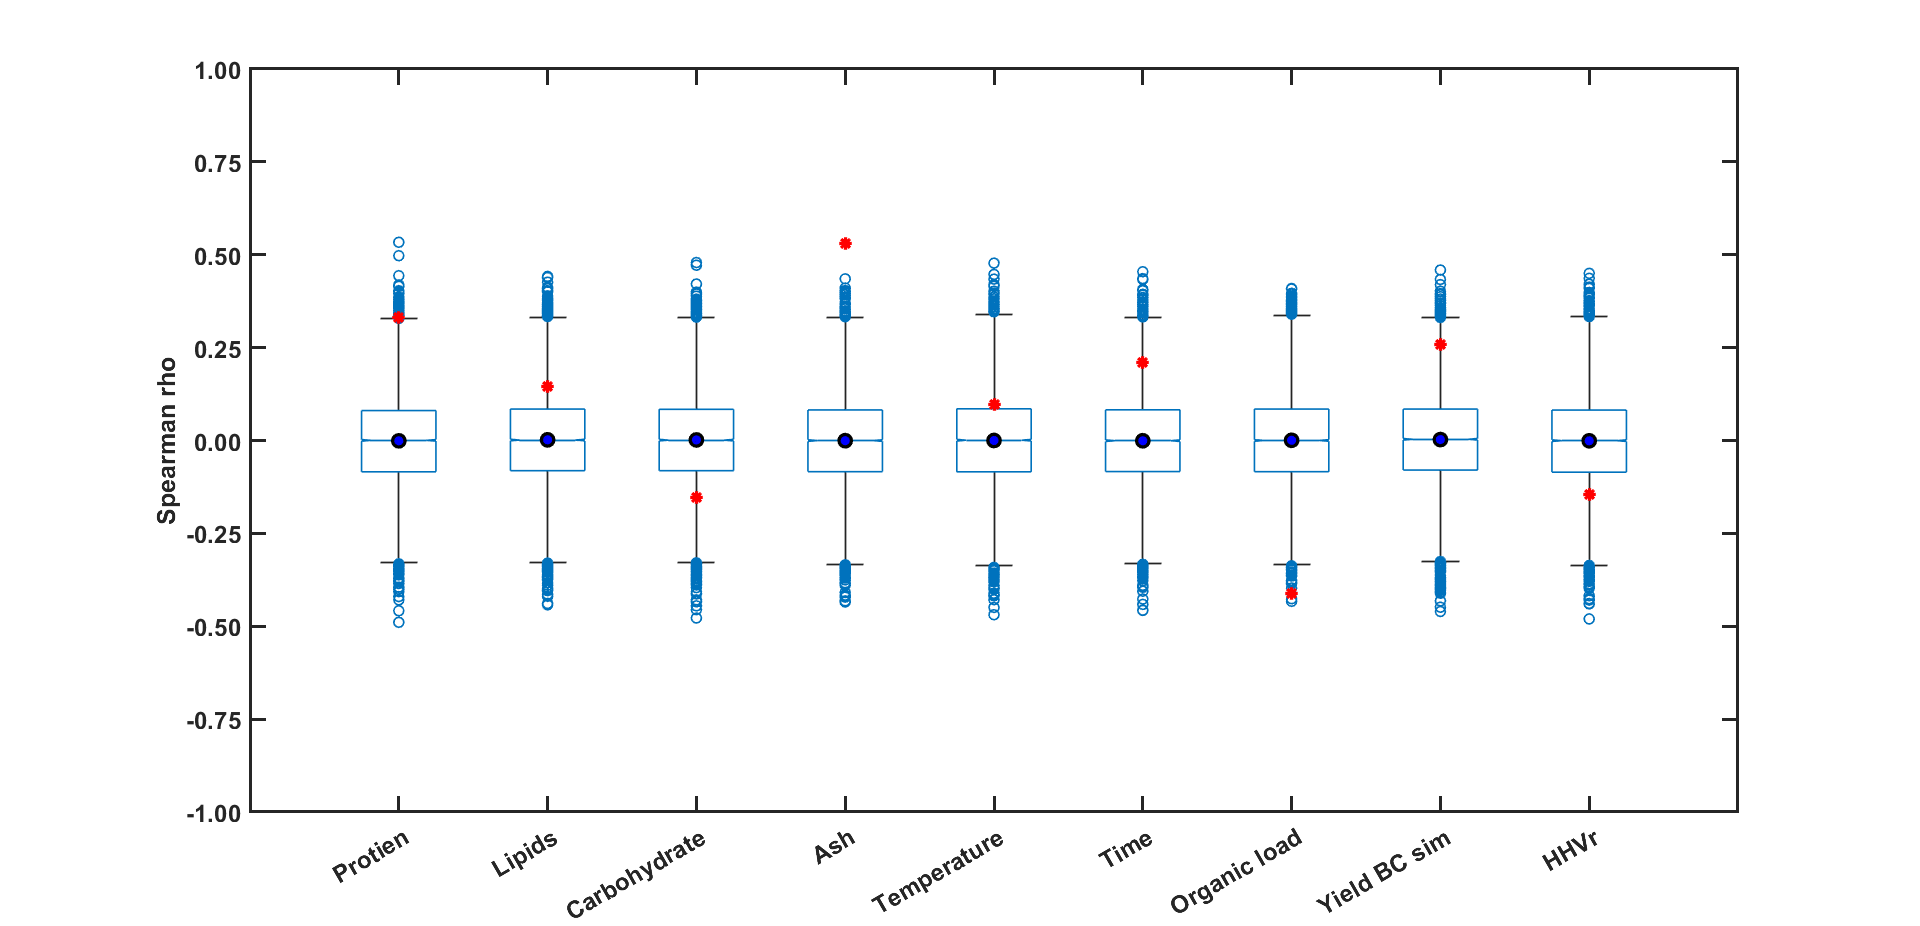 1.00
0.75
0.50
0.25
0.00
-0.25
-0.50
-0.75
-1.00
Spearman rho
Protien
Lipids
Carbohydrate
Ash
Temperature
Time
Organic load
Yield BC sim
HHVr